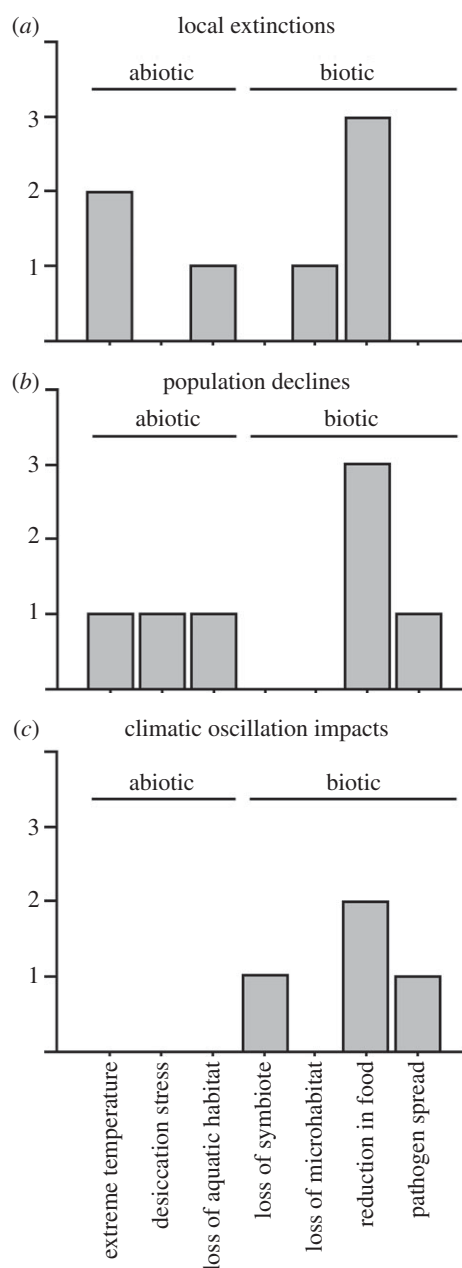 (a) local extinctions
abiotic biotic
3
2
1
(b) population declines
abiotic biotic
3
2
1
(c) climatic oscillation impacts
abiotic biotic
3
2
1
extreme temperature
desiccation stress
loss of aquatic habitat
loss of symbiote
loss of microhabitat
reduction in food
pathogen spread